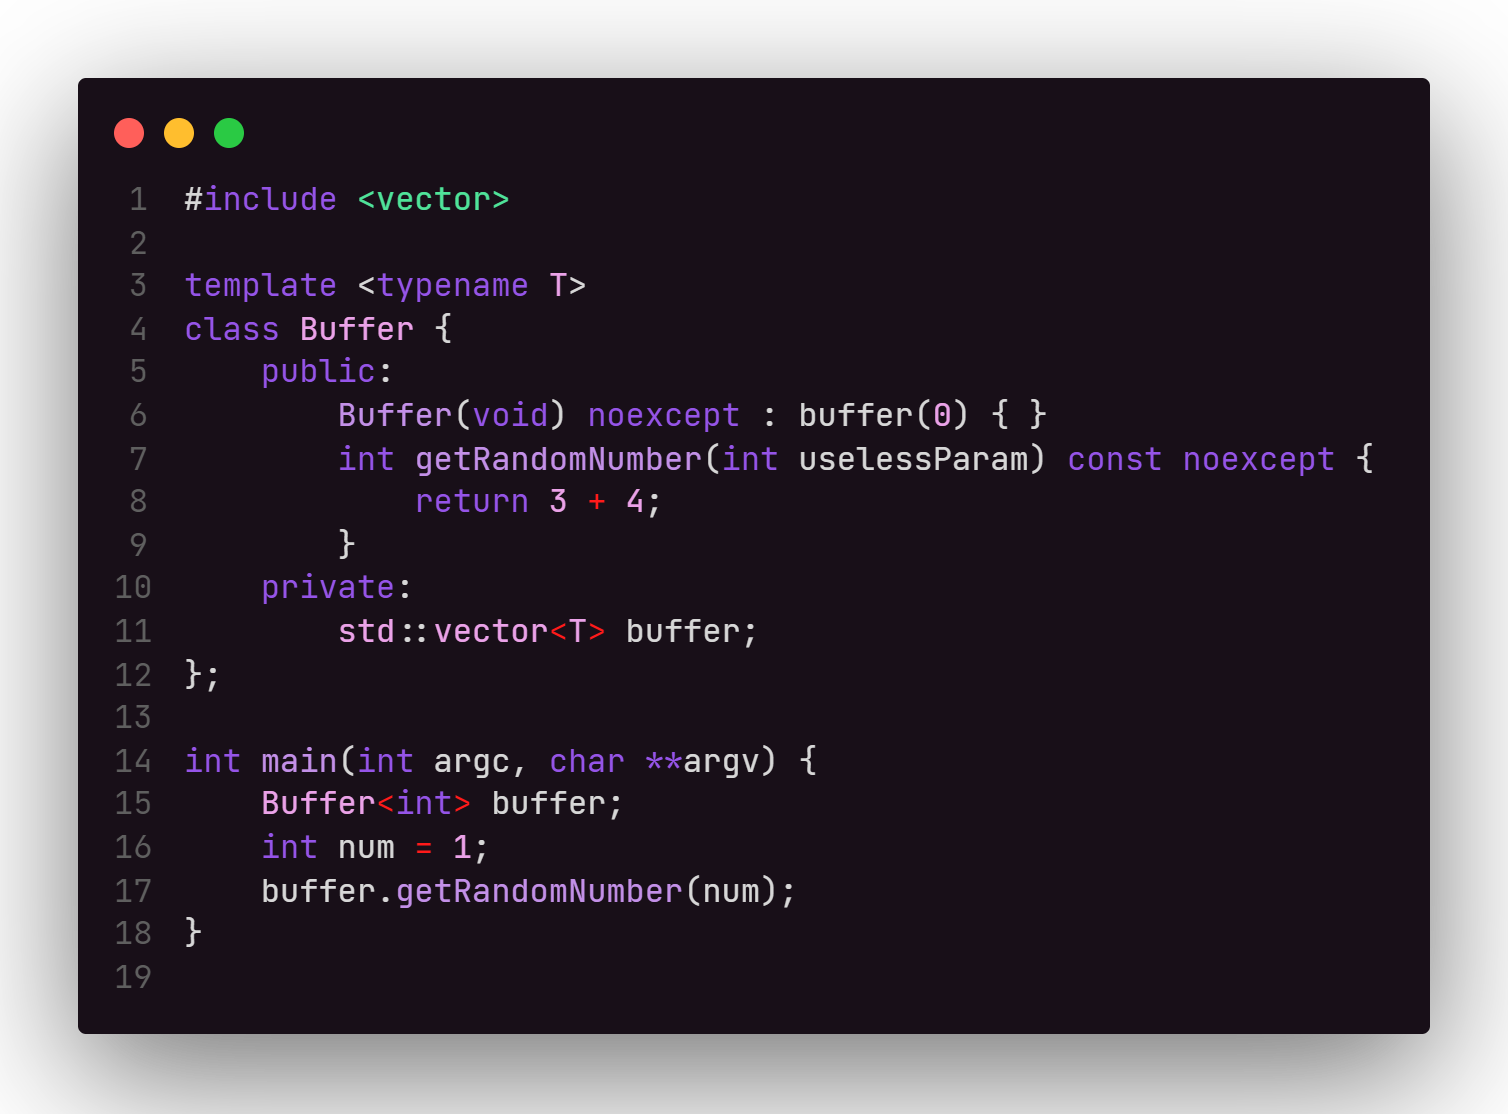 1 #include <vector>
2
3 template <typename T>
4 class Buffer {
5     public:
6         Buffer(void) noexcept : buffer(0) { }
7         int getRandomNumber(int uselessParam) const noexcept {
8             return 3 + 4;
9         }
10     private:
11         std::vector<T> buffer;
12 };
13
14 int main(int argc, char **argv) {
15     Buffer<int> buffer;
16     int num = 1;
17     buffer.getRandomNumber(num);
18 }
19